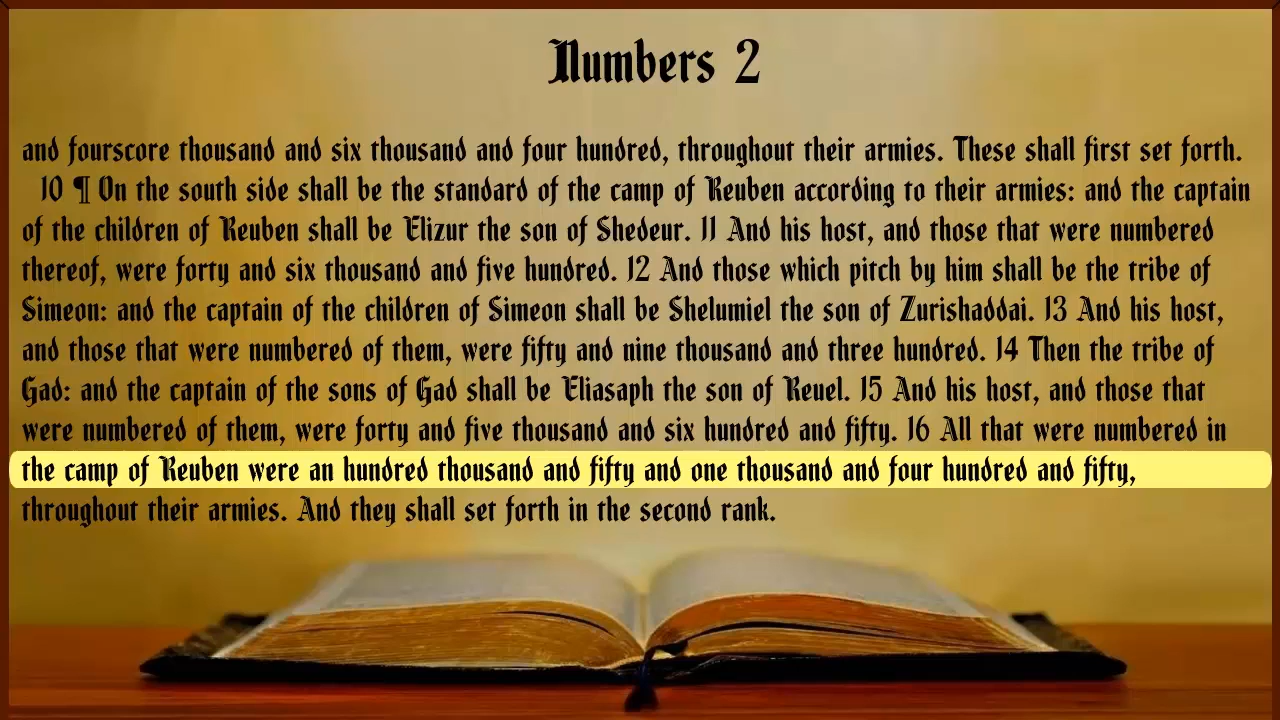 Numbers 2
and fourscore thousand and six thousand and four hundred, throughout their armies. These shall first set forth.
10 ¶ On the south side shall be the standard of the camp of Reuben according to their armies: and the captain
of the children of Reuben shall be Elizur the son of Shedeur. 11 And his host, and those that were numbered
thereof, were forty and six thousand and five hundred. 12 And those which pitch by him shall be the tribe of
Simeon: and the captain of the children of Simeon shall be Shelumiel the son of Zurishaddai. 13 And his host,
and those that were numbered of them, were fifty and nine thousand and three hundred. 14 Then the tribe of
Gad: and the captain of the sons of Gad shall be Eliasaph the son of Reuel. 15 And his host, and those that
were numbered of them, were forty and five thousand and six hundred and fifty. 16 All that were numbered in
the camp of Reuben were an hundred thousand and fifty and one thousand and four hundred and fifty,
throughout their armies. And they shall set forth in the second rank.